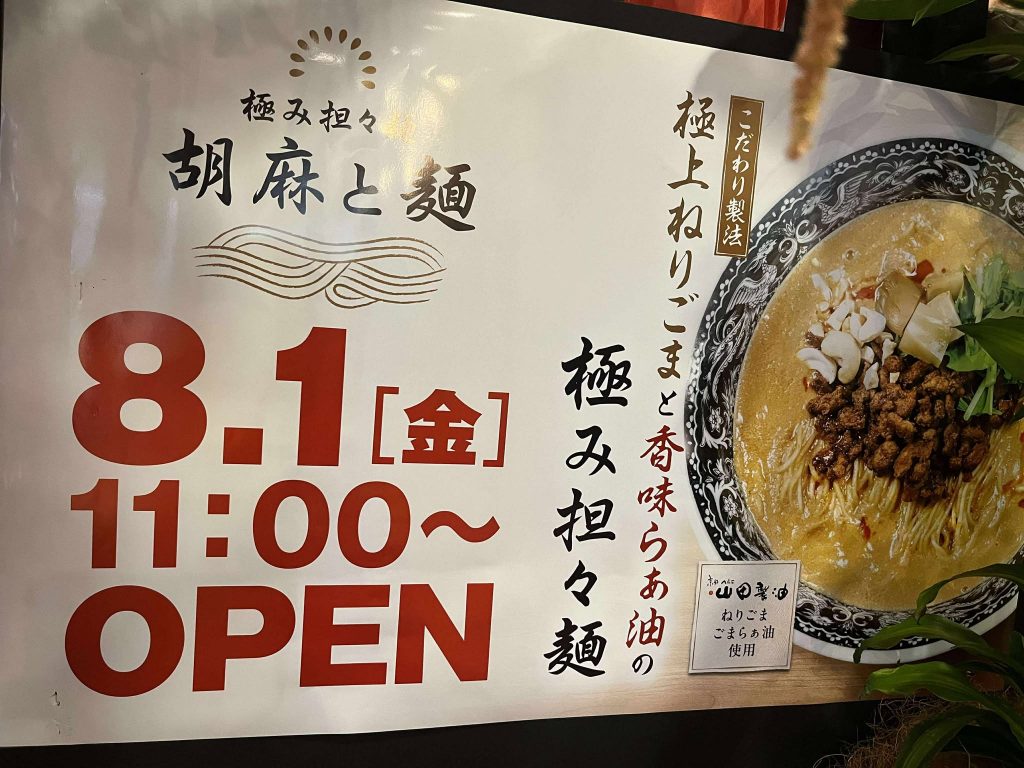 極み担々
胡麻と麺
8.1[金]
11:00〜
OPEN
こだわり製法
極上ねりごまと香味らぁ油の
極み担々麺
山田製油
ねりごま
ごまらぁ油
使用